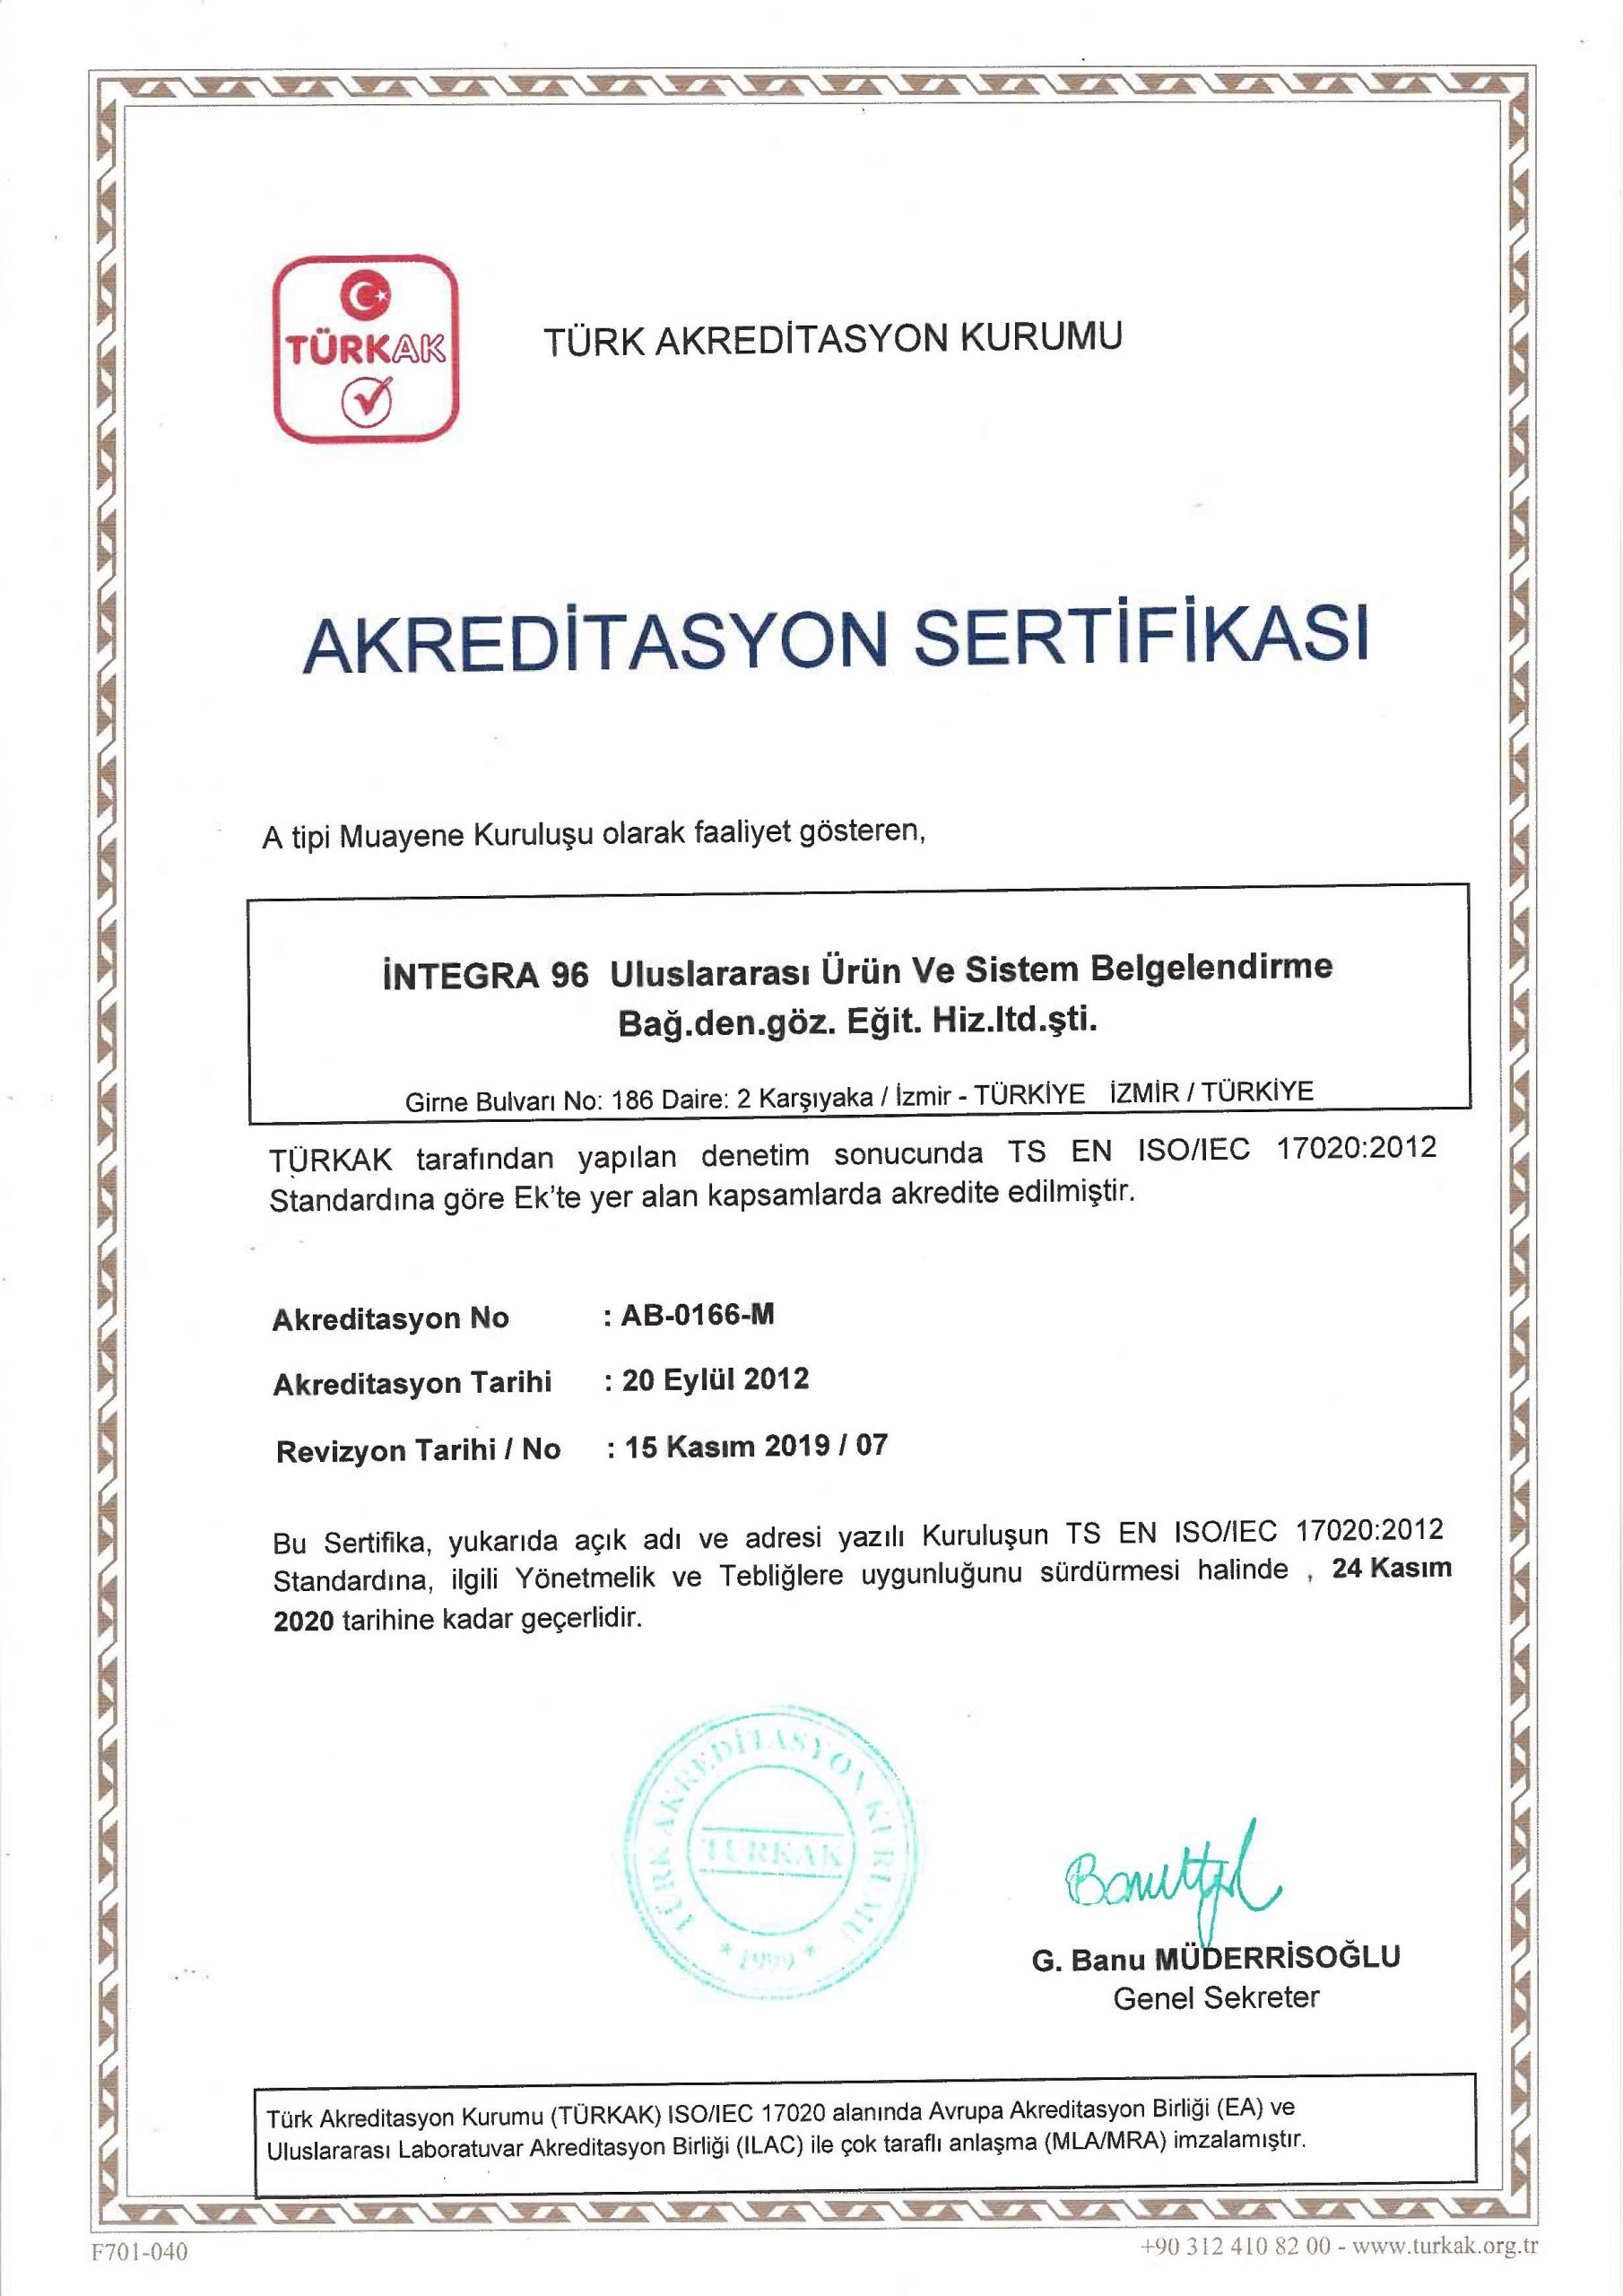 TÜRKAK
TÜRK AKREDİTASYON KURUMU
AKREDİTASYON SERTİFİKASI
A tipi Muayene Kuruluşu olarak faaliyet gösteren,
İNTEGRA 96 Uluslararası Ürün Ve Sistem Belgelendirme
Bağ.den.göz. Eğit. Hiz.ltd.şti.
Girne Bulvarı No: 186 Daire: 2 Karşıyaka / İzmir - TÜRKİYE İZMİR / TÜRKİYE
TÜRKAK tarafından yapılan denetim sonucunda TS EN ISO/IEC 17020:2012
Standardına göre Ek'te yer alan kapsamlarda akredite edilmiştir.
Akreditasyon No : AB-0166-M
Akreditasyon Tarihi : 20 Eylül 2012
Revizyon Tarihi / No : 15 Kasım 2019 / 07
Bu Sertifika, yukarıda açık adı ve adresi yazılı Kuruluşun TS EN ISO/IEC 17020:2012
Standardına, ilgili Yönetmelik ve Tebliğlere uygunluğunu sürdürmesi halinde , 24 Kasım
2020 tarihine kadar geçerlidir.
TÜRK AKREDİTASYON KURUMU
TÜRKAK
* 1999 *
G. Banu MÜDERRİSOĞLU
Genel Sekreter
Türk Akreditasyon Kurumu (TÜRKAK) ISO/IEC 17020 alanında Avrupa Akreditasyon Birliği (EA) ve
Uluslararası Laboratuvar Akreditasyon Birliği (ILAC) ile çok taraflı anlaşma (MLA/MRA) imzalamıştır.
F701-040
+90 312 410 82 00 - www.turkak.org.tr